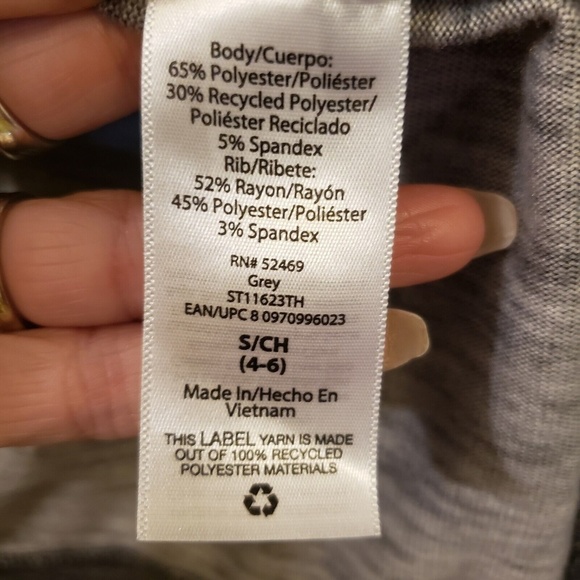 Body/Cuerpo:
65% Polyester/Poliéster
30% Recycled Polyester/
Poliéster Reciclado
5% Spandex
Rib/Ribete:
52% Rayon/Rayón
45% Polyester/Poliéster
3% Spandex
RN# 52469
Grey
ST11623TH
EAN/UPC 8 0970996023
S/CH
(4-6)
Made In/Hecho En
Vietnam
THIS LABEL YARN IS MADE
OUT OF 100% RECYCLED
POLYESTER MATERIALS